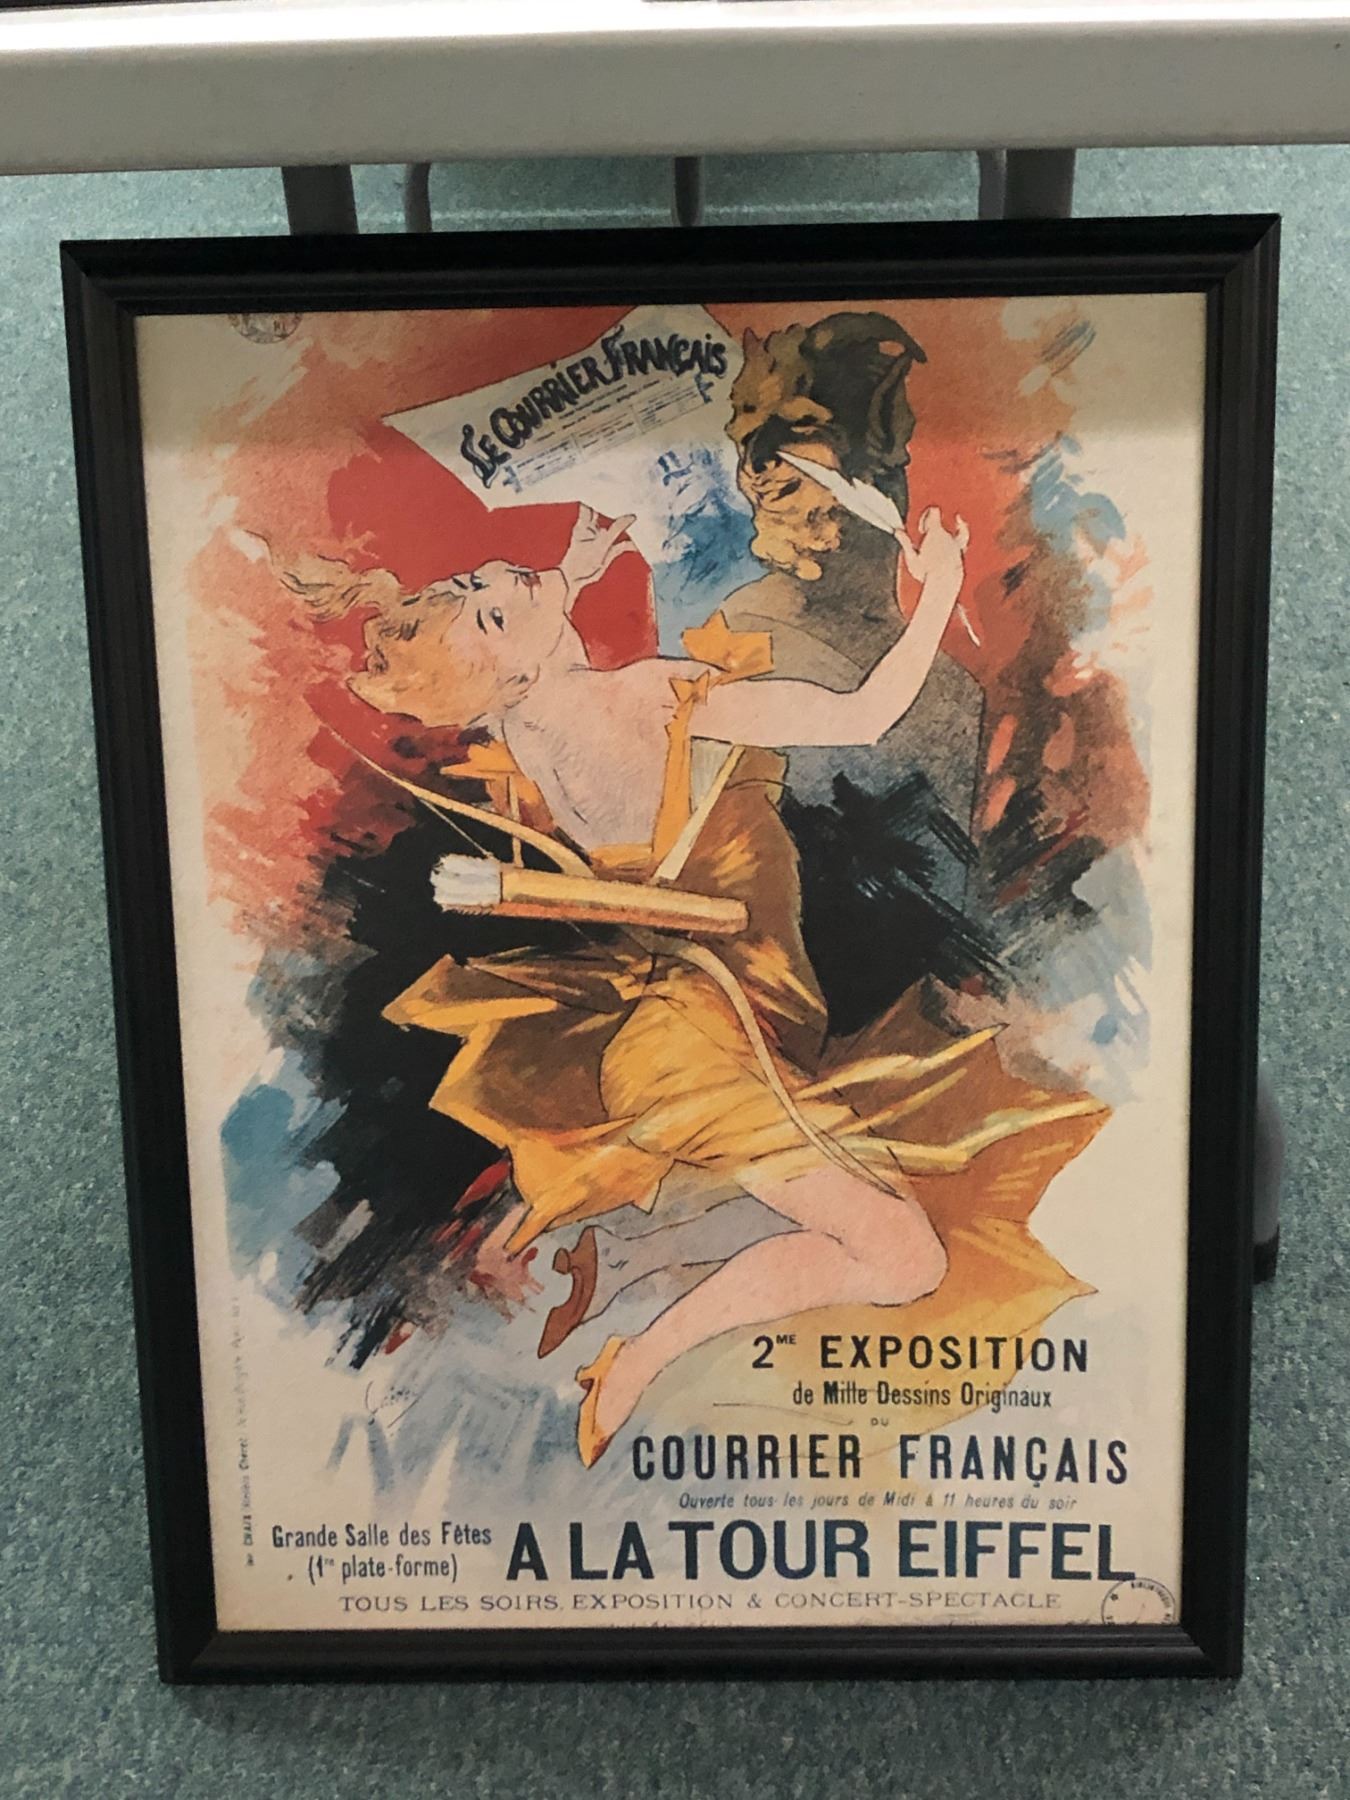 LE COURRIER FRANÇAIS
2ME EXPOSITION
de Mille Dessins Originaux
DU
COURRIER FRANÇAIS
Ouverte tous les jours de Midi à 11 heures du soir
Grande Salle des Fêtes
(1re plate-forme)
A LA TOUR EIFFEL
TOUS LES SOIRS, EXPOSITION & CONCERT-SPECTACLE